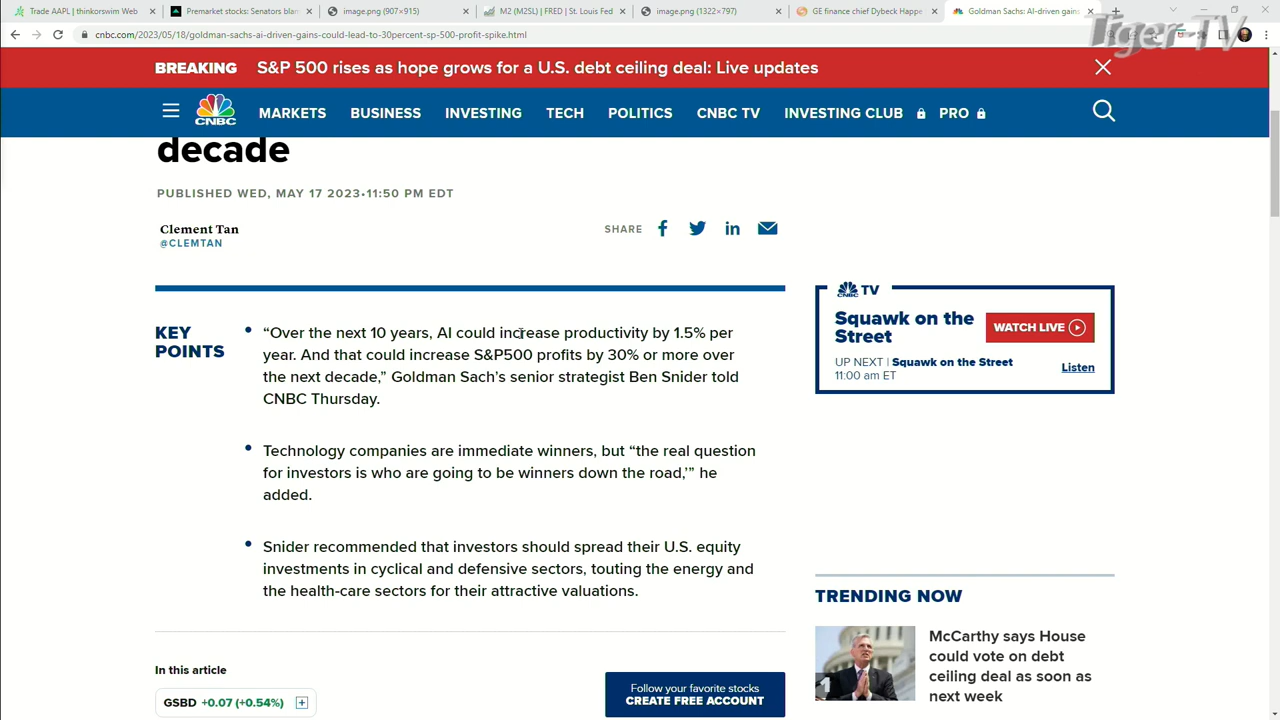 Trade AAPL | thinkorswim Web
Premarket stocks: Senators blam
image.png (907×915)
M2 (M2SL) | FRED | St. Louis Fed
image.png (1322×797)
GE finance chief Dybeck Happe
Goldman Sachs: AI-driven gains
Tiger TV
cnbc.com/2023/05/18/goldman-sachs-ai-driven-gains-could-lead-to-30percent-sp-500-profit-spike.html
BREAKING S&P 500 rises as hope grows for a U.S. debt ceiling deal: Live updates
CNBC MARKETS BUSINESS INVESTING TECH POLITICS CNBC TV INVESTING CLUB PRO
decade
PUBLISHED WED, MAY 17 2023•11:50 PM EDT
Clement Tan
@CLEMTAN
SHARE
KEY
POINTS
“Over the next 10 years, AI could increase productivity by 1.5% per
year. And that could increase S&P500 profits by 30% or more over
the next decade,” Goldman Sach’s senior strategist Ben Snider told
CNBC Thursday.
Technology companies are immediate winners, but “the real question
for investors is who are going to be winners down the road,’” he
added.
Snider recommended that investors should spread their U.S. equity
investments in cyclical and defensive sectors, touting the energy and
the health-care sectors for their attractive valuations.
In this article
GSBD +0.07 (+0.54%)
Follow your favorite stocks
CREATE FREE ACCOUNT
CNBC TV
Squawk on the
Street
WATCH LIVE
UP NEXT | Squawk on the Street
11:00 am ET
Listen
TRENDING NOW
1
McCarthy says House
could vote on debt
ceiling deal as soon as
next week